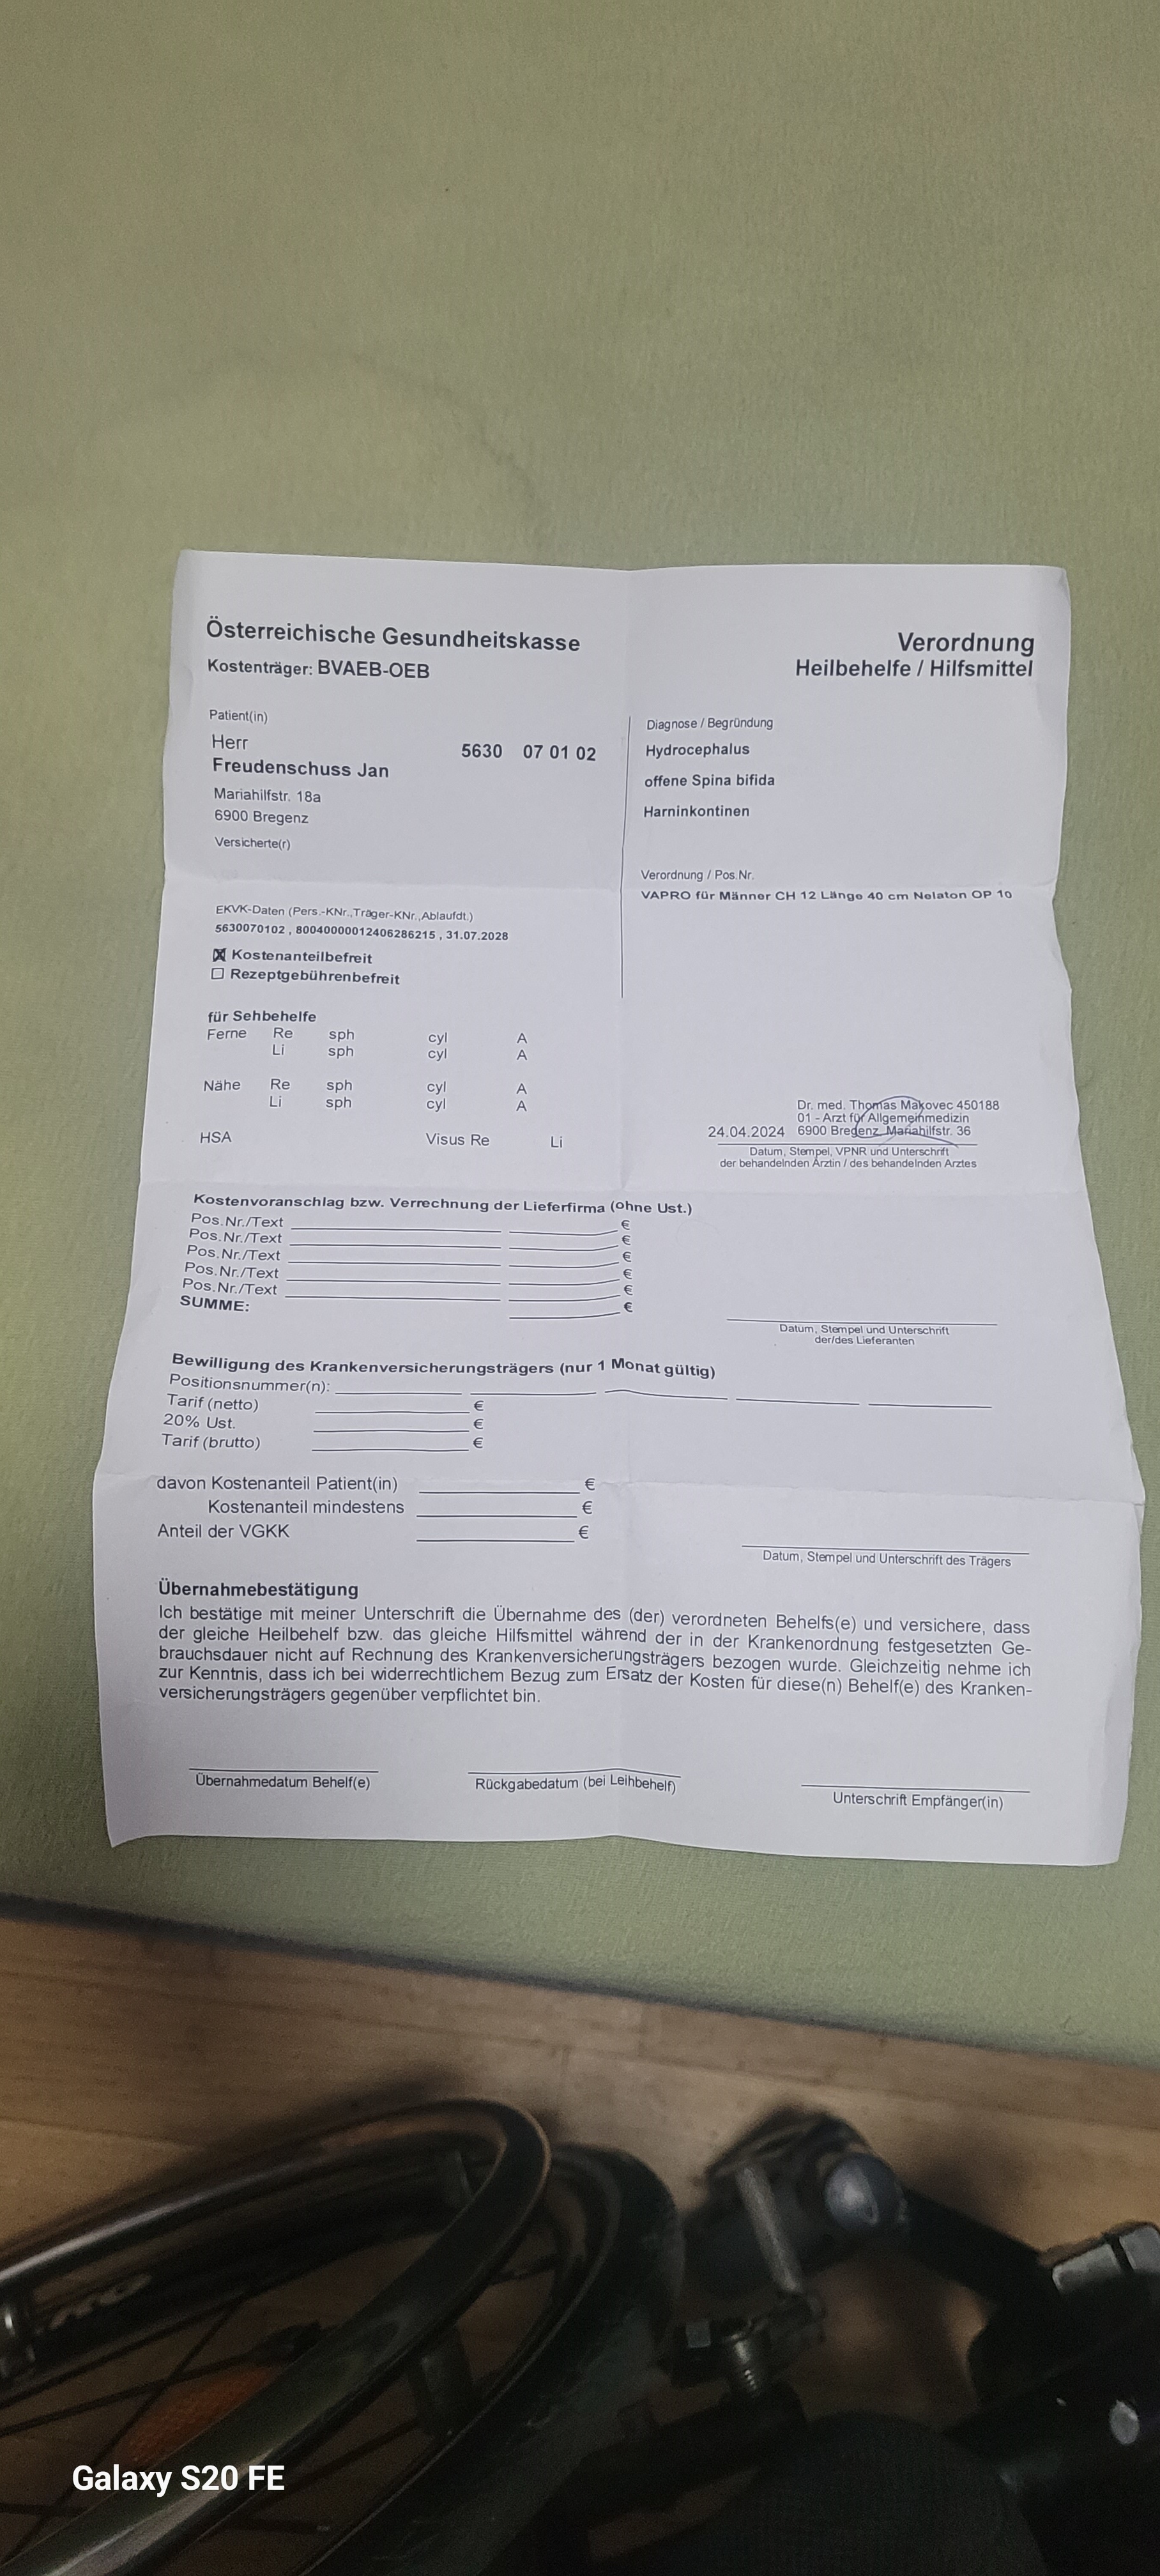 Österreichische Gesundheitskasse
Kostenträger: BVAEB-OEB
Verordnung
Heilbehelfe / Hilfsmittel
Patient(in)
Herr
5630 07 01 02
Freudenschuss Jan
Mariahilfstr. 18a
6900 Bregenz
Versicherte(r)
Diagnose / Begründung
Hydrocephalus
offene Spina bifida
Harninkontinen
Verordnung / Pos.Nr.
VAPRO für Männer CH 12 Länge 40 cm Nelaton OP 10
EKVK-Daten (Pers.-KNr.,Träger-KNr.,Ablaufdt.)
5630070102 , 80040000012406286215 , 31.07.2028
☒ Kostenanteilbefreit
☐ Rezeptgebührenbefreit
für Sehbehelfe
Ferne Re sph cyl A
Li sph cyl A
Nähe Re sph cyl A
Li sph cyl A
HSA Visus Re Li
Dr. med. Thomas Makovec 450188
01 - Arzt für Allgemeinmedizin
24.04.2024 6900 Bregenz, Mariahilfstr. 36
Datum, Stempel, VPNR und Unterschrift
der behandelnden Ärztin / des behandelnden Arztes
Kostenvoranschlag bzw. Verrechnung der Lieferfirma (ohne Ust.)
Pos.Nr./Text €
Pos.Nr./Text €
Pos.Nr./Text €
Pos.Nr./Text €
Pos.Nr./Text €
SUMME: €
Datum, Stempel und Unterschrift
der/des Lieferanten
Bewilligung des Krankenversicherungsträgers (nur 1 Monat gültig)
Positionsnummer(n):
Tarif (netto) €
20% Ust. €
Tarif (brutto) €
davon Kostenanteil Patient(in) €
Kostenanteil mindestens €
Anteil der VGKK €
Datum, Stempel und Unterschrift des Trägers
Übernahmebestätigung
Ich bestätige mit meiner Unterschrift die Übernahme des (der) verordneten Behelfs(e) und versichere, dass
der gleiche Heilbehelf bzw. das gleiche Hilfsmittel während der in der Krankenordnung festgesetzten Ge-
brauchsdauer nicht auf Rechnung des Krankenversicherungsträgers bezogen wurde. Gleichzeitig nehme ich
zur Kenntnis, dass ich bei widerrechtlichem Bezug zum Ersatz der Kosten für diese(n) Behelf(e) des Kranken-
versicherungsträgers gegenüber verpflichtet bin.
Übernahmedatum Behelf(e)
Rückgabedatum (bei Leihbehelf)
Unterschrift Empfänger(in)
Galaxy S20 FE